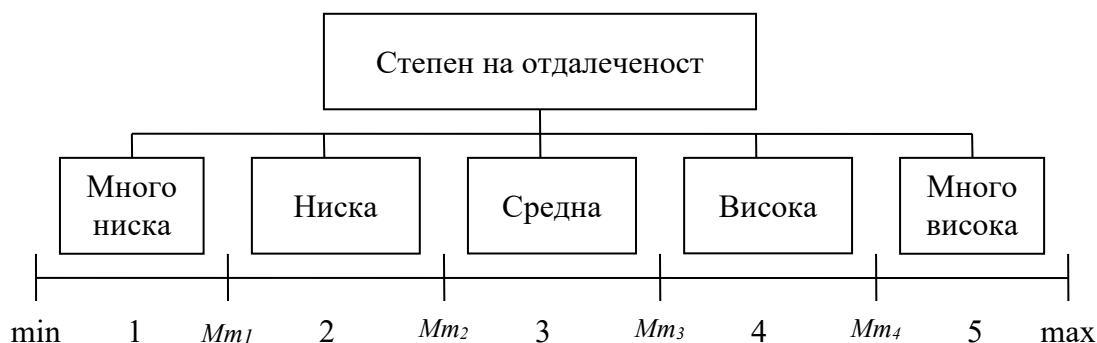 Степен на отдалеченост
Много
ниска
Ниска
Средна
Висока
Много
висока
min 1 Mm1 2 Mm2 3 Mm3 4 Mm4 5 max